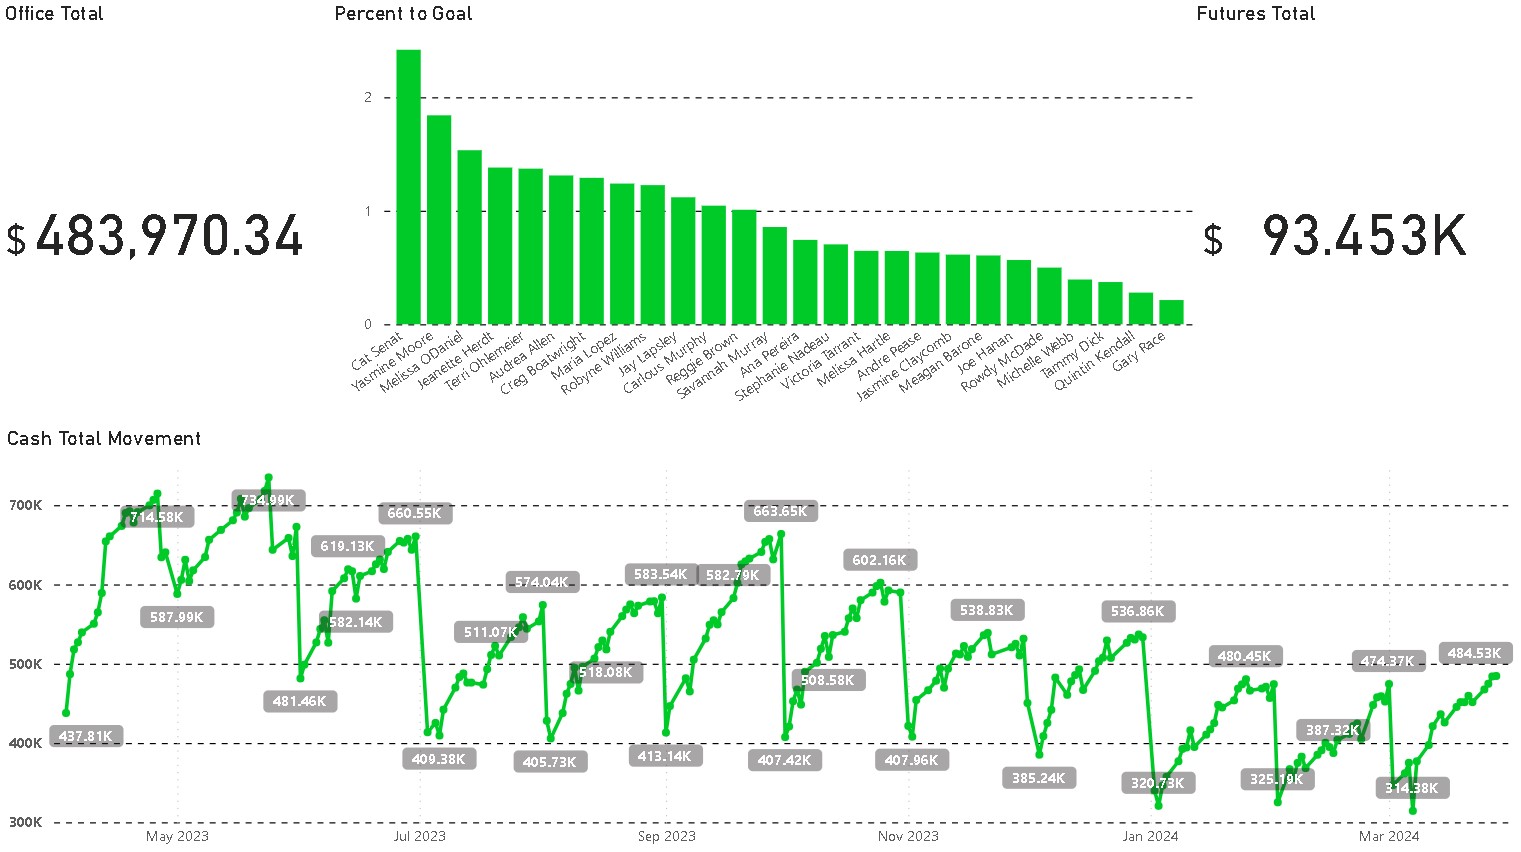 Office Total
Percent to Goal
Futures Total
2
1
0
$ 483,970.34
$ 93.453K
Cat Senat
Yasmine Moore
Melissa ODaniel
Jeanette Herdt
Terri Ohlemeier
Audrea Allen
Creg Boatwright
Maria Lopez
Robyne Williams
Jay Lapsley
Carlous Murphy
Reggie Brown
Savannah Murray
Ana Pereira
Stephanie Nadeau
Victoria Tarrant
Melissa Hartle
Andre Pease
Jasmine Claycomb
Meagan Barone
Joe Hanan
Rowdy McDade
Michelle Webb
Tammy Dick
Quintin Kendall
Gary Race
Cash Total Movement
700K
600K
500K
400K
300K
437.81K
714.58K
587.99K
734.99K
481.46K
619.13K
582.14K
660.55K
409.38K
511.07K
574.04K
405.73K
518.08K
583.54K
413.14K
582.79K
663.65K
407.42K
508.58K
602.16K
407.96K
538.83K
385.24K
536.86K
320.73K
480.45K
325.19K
387.32K
474.37K
314.38K
484.53K
May 2023
Jul 2023
Sep 2023
Nov 2023
Jan 2024
Mar 2024